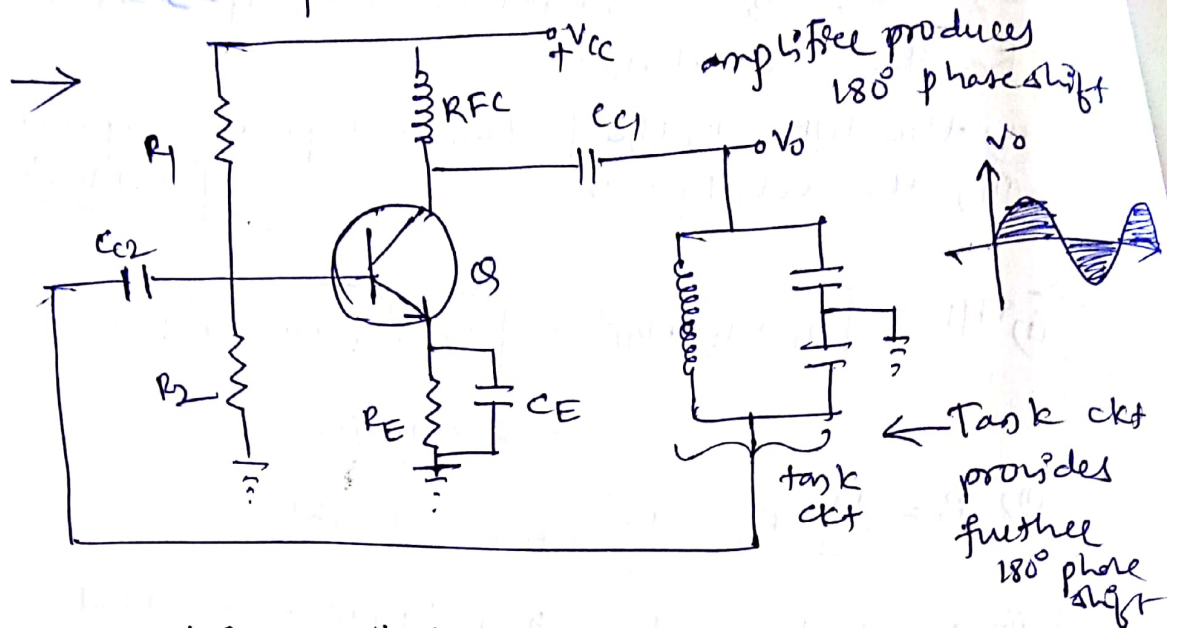 +VCC
amplifree produces
180° phase shift
RFC
CC1
Vo
Vo
R1
CC2
Q
R2
RE
CE
tank
ckt
←Tank ckt
provides
further
180° phase
shift